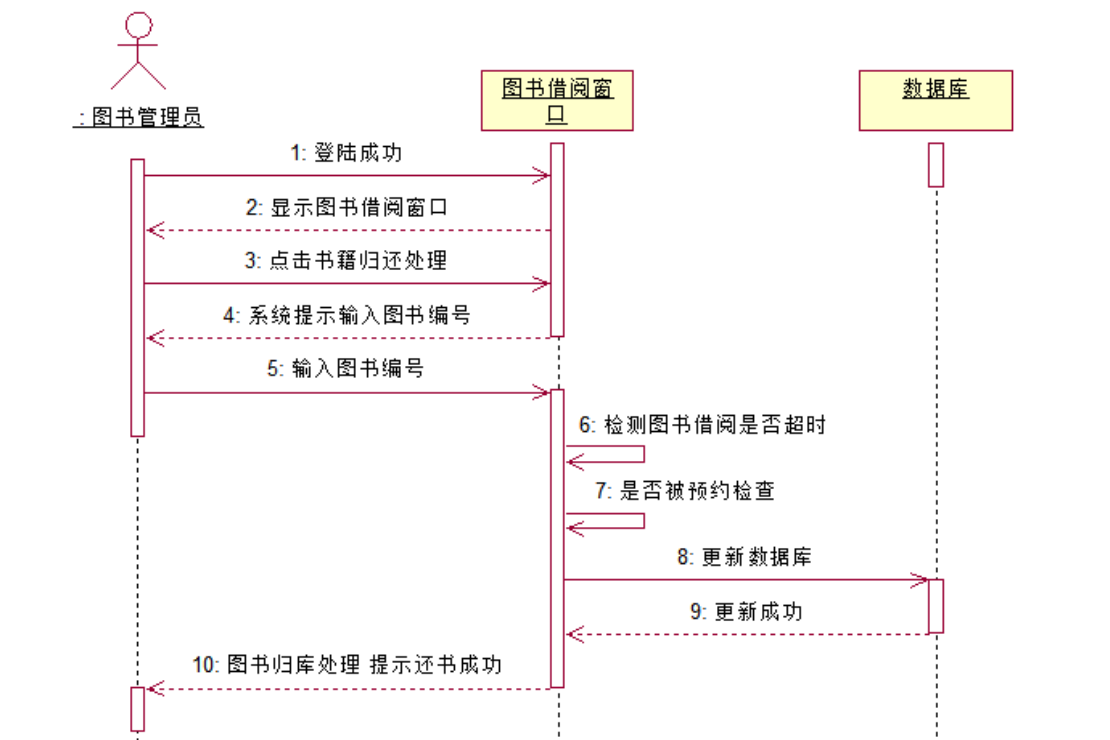 : 图书管理员
图书借阅窗
口
数据库
1: 登陆成功
2: 显示图书借阅窗口
3: 点击书籍归还处理
4: 系统提示输入图书编号
5: 输入图书编号
6: 检测图书借阅是否超时
7: 是否被预约检查
8: 更新数据库
9: 更新成功
10: 图书归库处理 提示还书成功